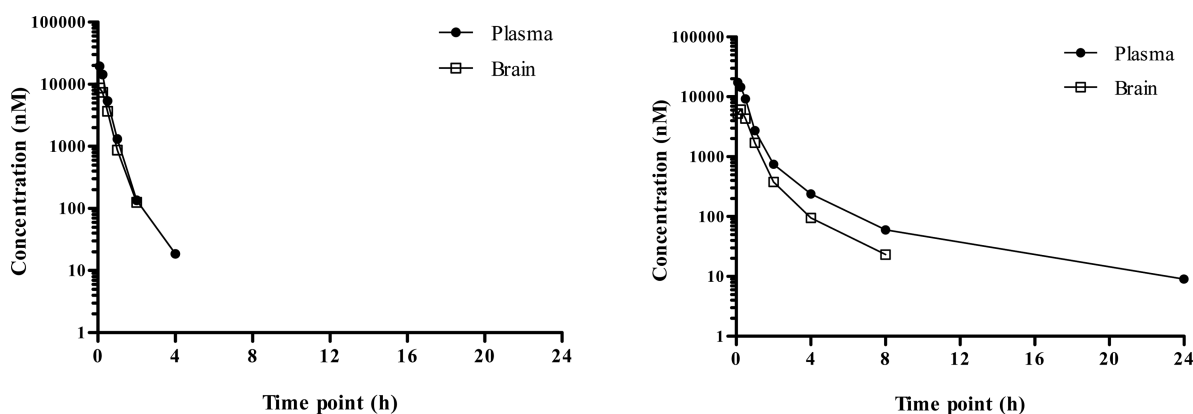 100000
10000
1000
100
10
1
Concentration (nM)
0 4 8 12 16 20 24
Time point (h)
Plasma
Brain
100000
10000
1000
100
10
1
Concentration (nM)
0 4 8 12 16 20 24
Time point (h)
Plasma
Brain